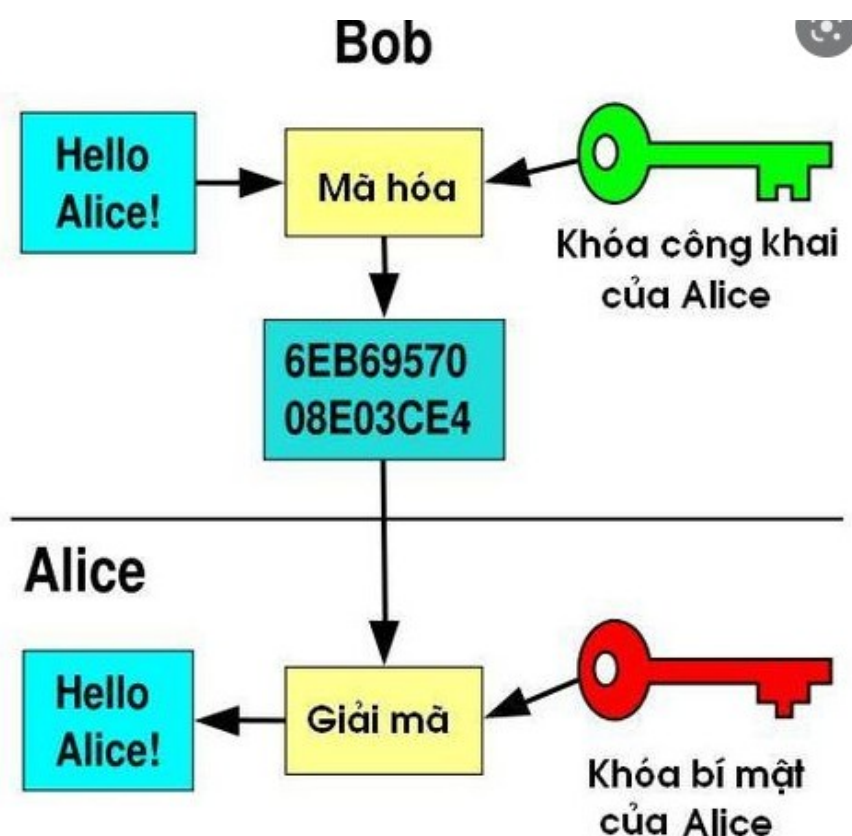 Bob
Hello
Alice!
Mã hóa
Khóa công khai
của Alice
6EB69570
08E03CE4
Alice
Hello
Alice!
Giải mã
Khóa bí mật
của Alice